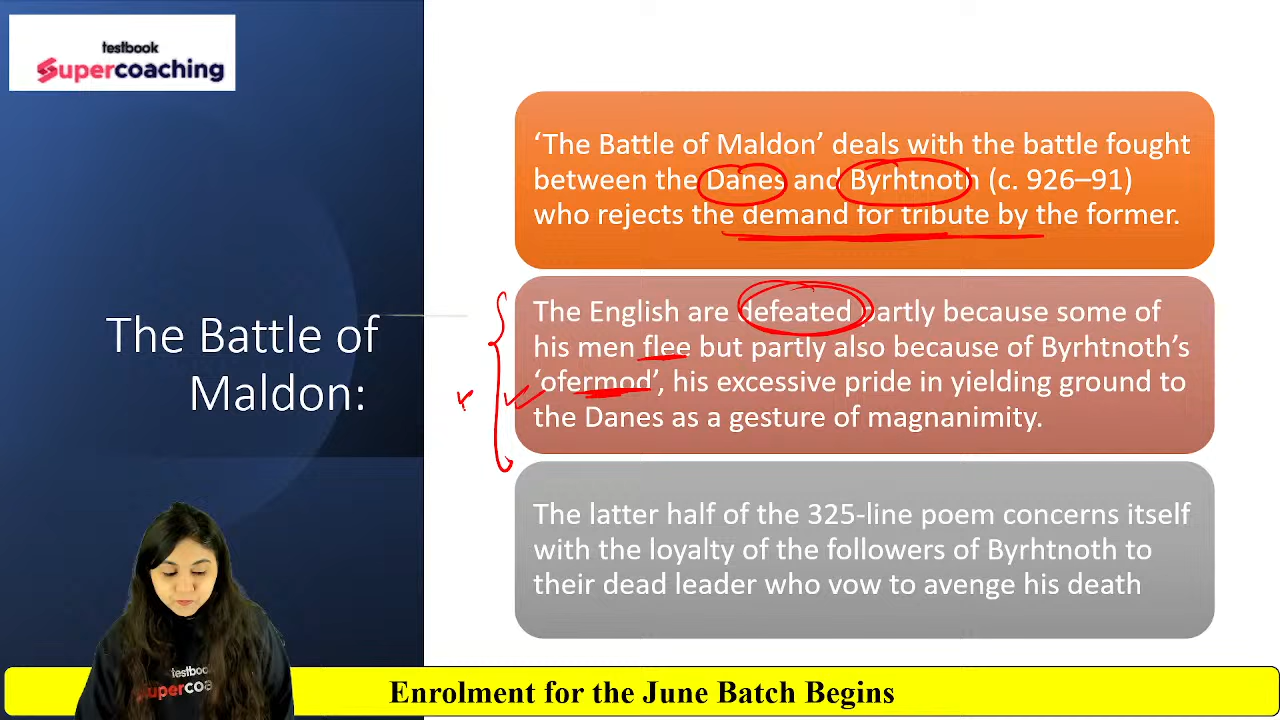 testbook
Supercoaching
The Battle of
Maldon:
‘The Battle of Maldon’ deals with the battle fought
between the Danes and Byrhtnoth (c. 926–91)
who rejects the demand for tribute by the former.
The English are defeated partly because some of
his men flee but partly also because of Byrhtnoth’s
‘ofermod’, his excessive pride in yielding ground to
the Danes as a gesture of magnanimity.
The latter half of the 325-line poem concerns itself
with the loyalty of the followers of Byrhtnoth to
their dead leader who vow to avenge his death
testbook
Enrolment for the June Batch Begins